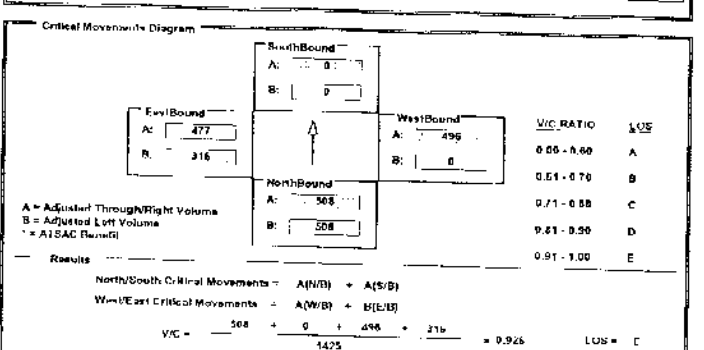 Critical Movements Diagram
SouthBound
A: 0
B: 0
EastBound
A: 477
B: 316
WestBound
A: 496
B: 0
NorthBound
A: 508
B: 508
V/C RATIO LOS
0.00 - 0.60 A
0.61 - 0.70 B
0.71 - 0.80 C
0.81 - 0.90 D
0.91 - 1.00 E
A = Adjusted Through/Right Volume
B = Adjusted Left Volume
* = ATSAC Benefit
Results
North/South Critical Movements = A(N/B) + A(S/B)
West/East Critical Movements = A(W/B) + B(E/B)
V/C = 508 + 0 + 496 + 316 = 0.926 LOS = E
1425